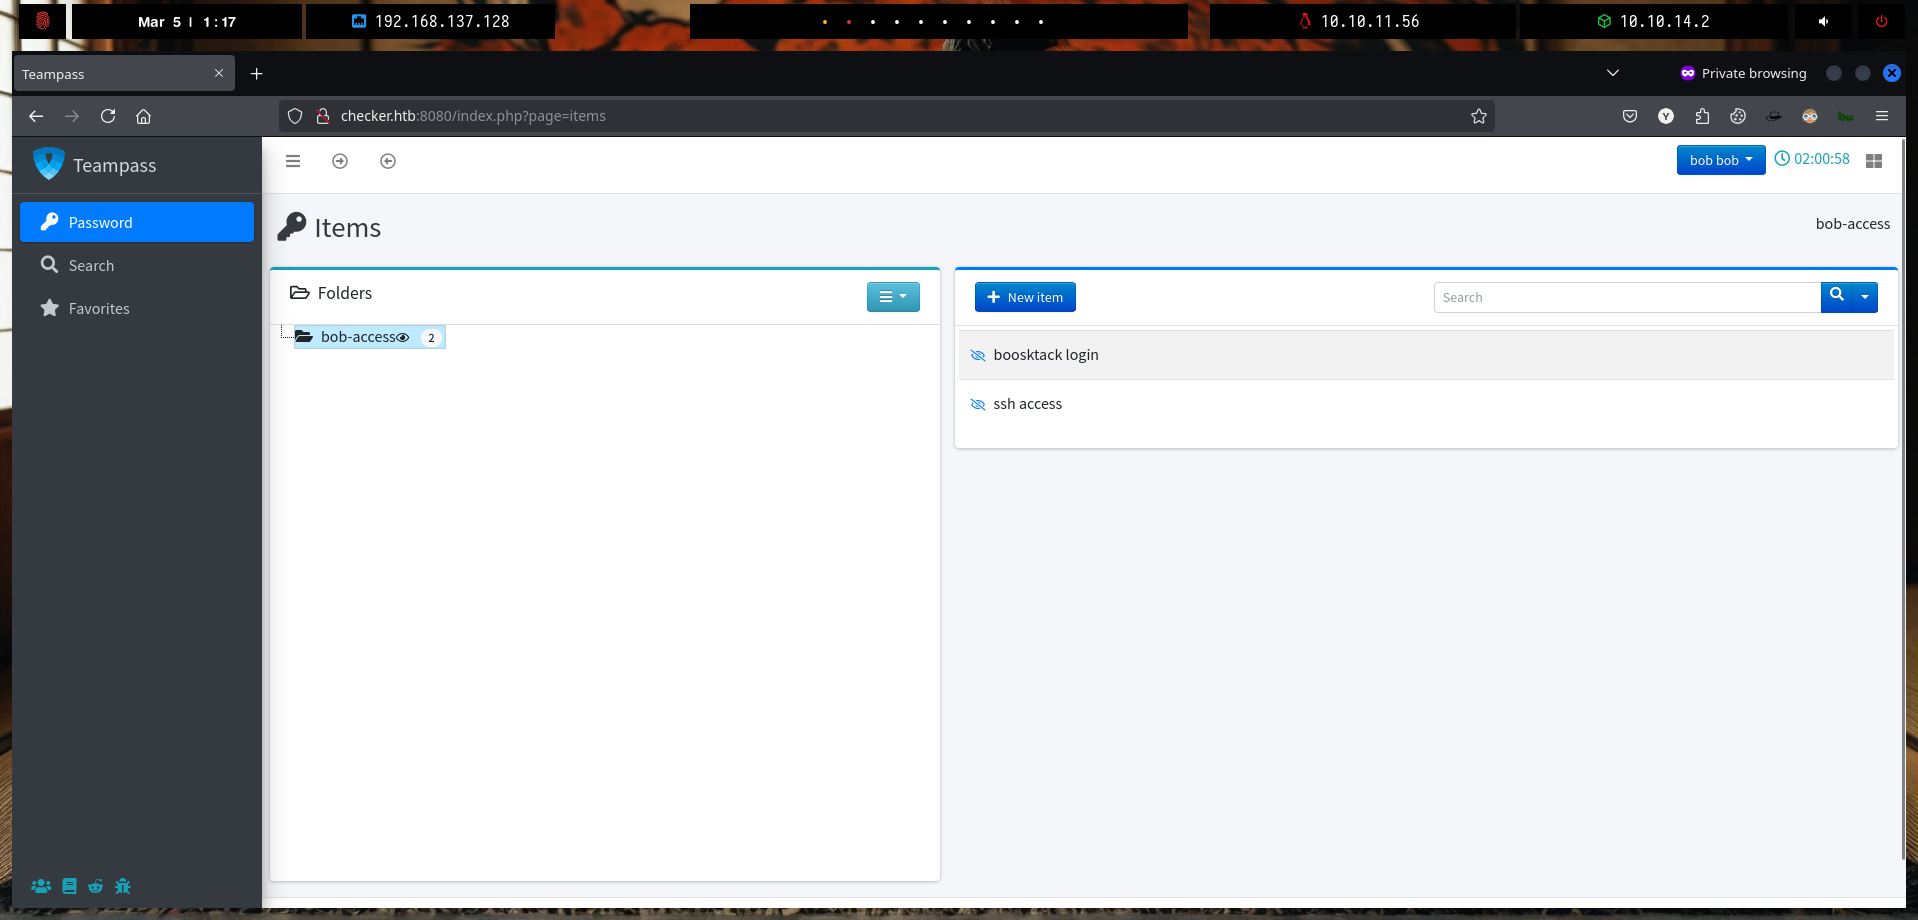 Mar 5 | 1:17
192.168.137.128
10.10.11.56
10.10.14.2
Teampass
Private browsing
checker.htb:8080/index.php?page=items
Y
Teampass
bob bob
02:00:58
Password
Search
Favorites
Items
bob-access
Folders
bob-access 2
New item
Search
boosktack login
ssh access